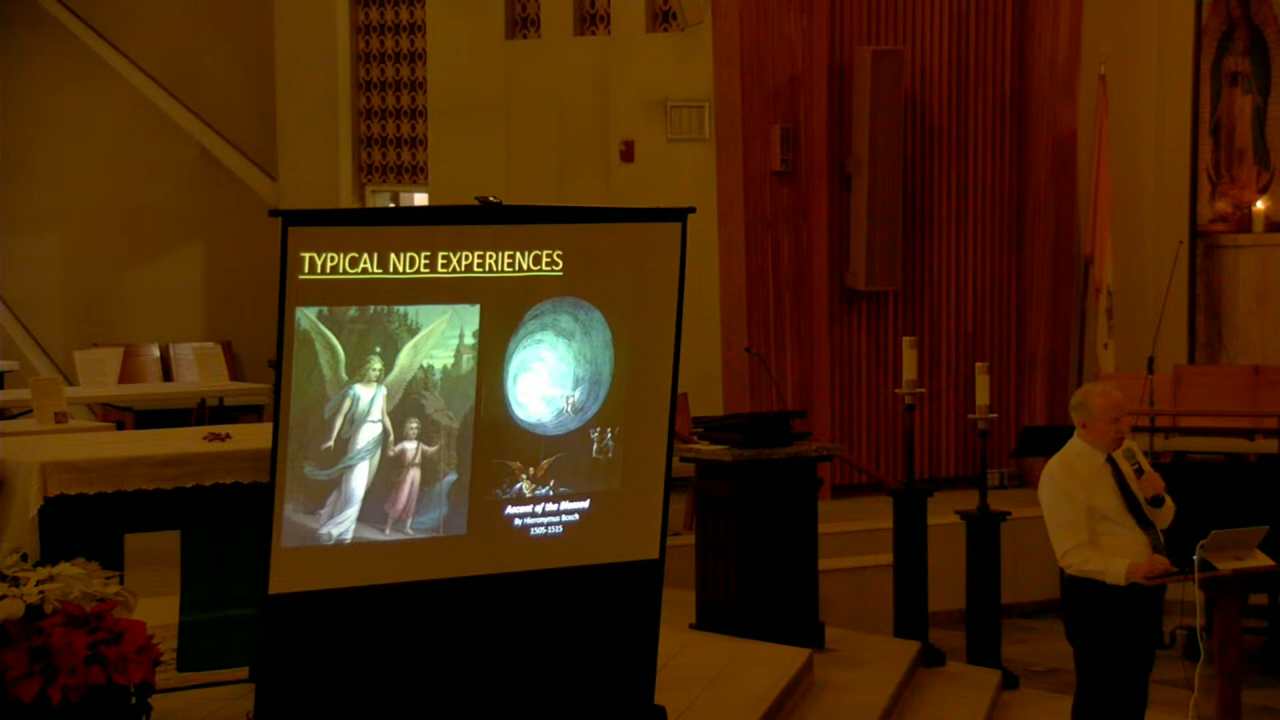 TYPICAL NDE EXPERIENCES
Ascent of the Blessed
By Hieronymus Bosch
1505-1515